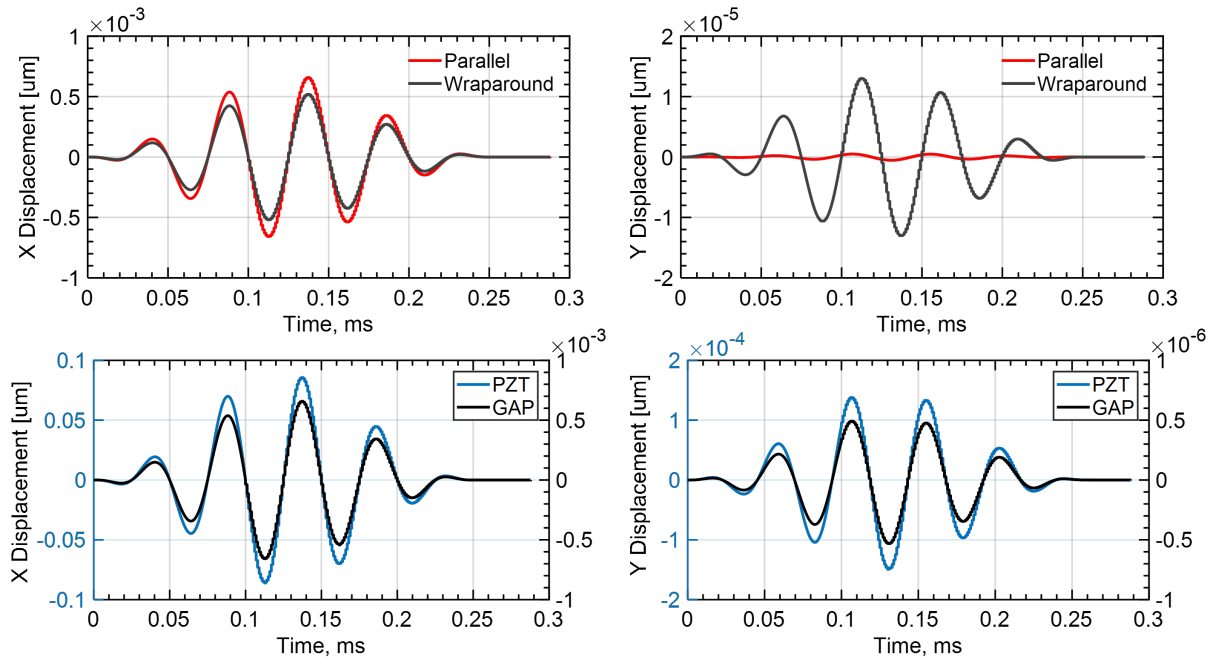 ×10-3
X Displacement [um]
1
0.5
0
-0.5
-1
Parallel
Wraparound
0 0.05 0.1 0.15 0.2 0.25 0.3
Time, ms
×10-5
Y Displacement [um]
2
1
0
-1
-2
Parallel
Wraparound
0 0.05 0.1 0.15 0.2 0.25 0.3
Time, ms
×10-3
X Displacement [um]
0.1
0.05
0
-0.05
-0.1
PZT
GAP
1
0.5
0
-0.5
-1
0 0.05 0.1 0.15 0.2 0.25 0.3
Time, ms
×10-4
×10-6
Y Displacement [um]
2
1
0
-1
-2
PZT
GAP
1
0.5
0
-0.5
-1
0 0.05 0.1 0.15 0.2 0.25 0.3
Time, ms